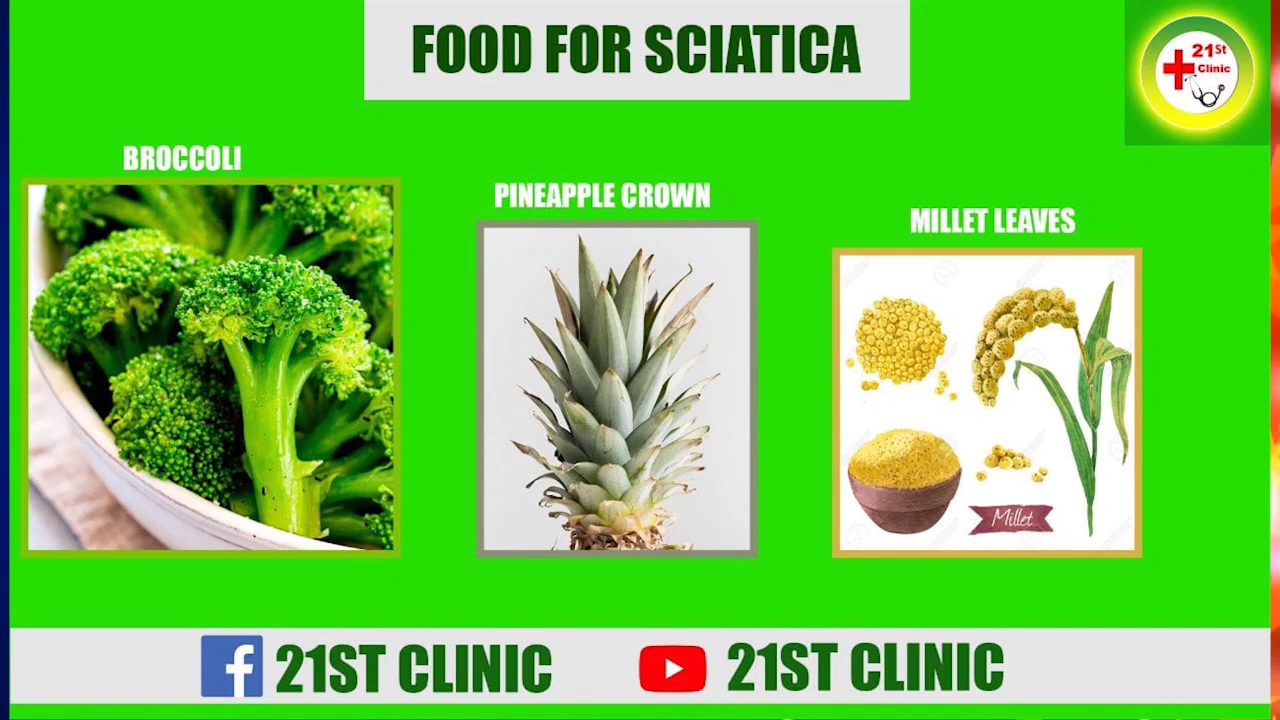 FOOD FOR SCIATICA
21St
Clinic
BROCCOLI
PINEAPPLE CROWN
MILLET LEAVES
Millet
21ST CLINIC
21ST CLINIC